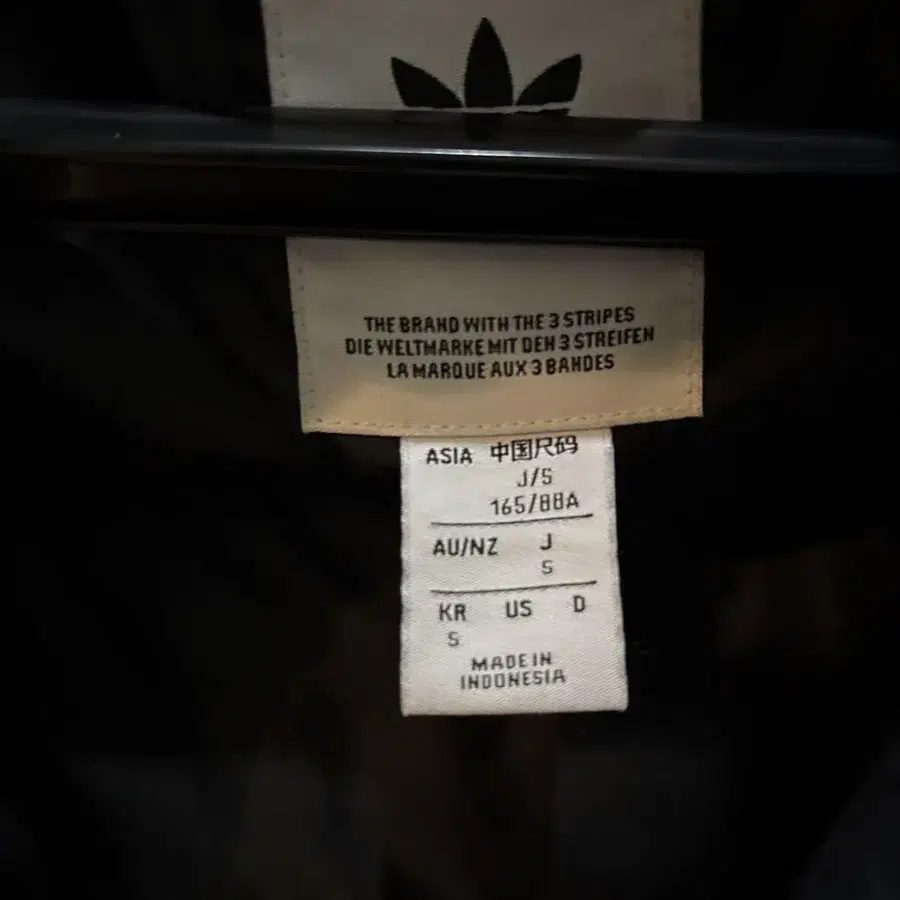 THE BRAND WITH THE 3 STRIPES
DIE WELTMARKE MIT DEN 3 STREIFEN
LA MARQUE AUX 3 BANDES
ASIA 中国尺码
J/S
165/88A
AU/NZ J
S
KR US D
S
MADE IN
INDONESIA